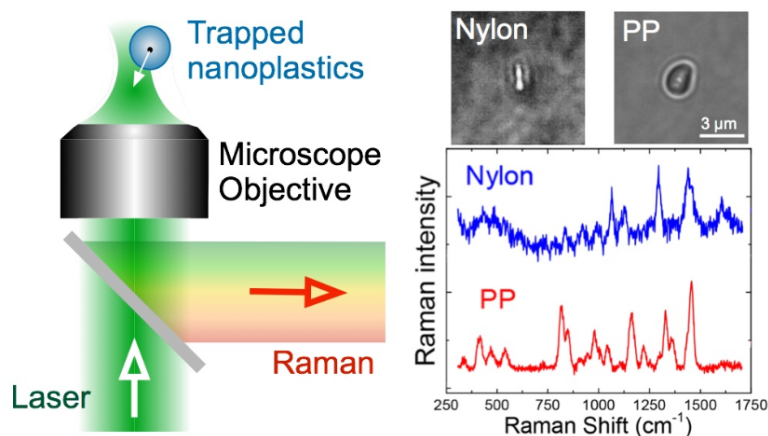 Trapped
nanoplastics
Microscope
Objective
Raman
Laser
Nylon
PP
3 µm
Nylon
PP
Raman intensity
250 500 750 1000 1250 1500 1750
Raman Shift (cm⁻¹)